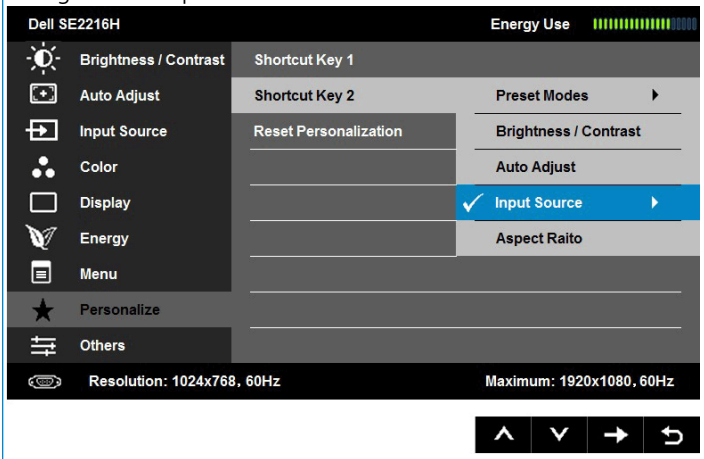 Dell SE2216H Energy Use
Brightness / Contrast Shortcut Key 1
Auto Adjust Shortcut Key 2 Preset Modes
Input Source Reset Personalization Brightness / Contrast
Color Auto Adjust
Display Input Source
Energy Aspect Raito
Menu
Personalize
Others
Resolution: 1024x768, 60Hz Maximum: 1920x1080, 60Hz